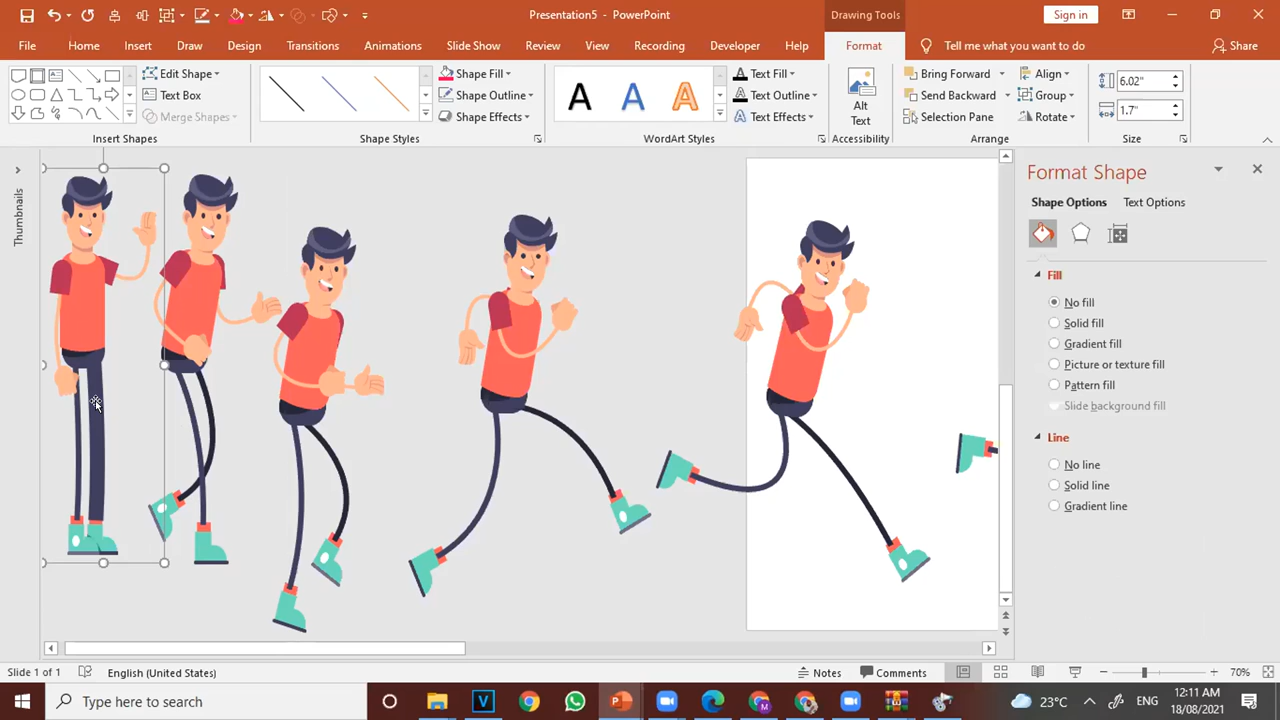 Presentation5 - PowerPoint
Drawing Tools
Sign in
File
Home
Insert
Draw
Design
Transitions
Animations
Slide Show
Review
View
Recording
Developer
Help
Format
Tell me what you want to do
Share
Edit Shape
Text Box
Merge Shapes
Insert Shapes
Shape Fill
Shape Outline
Shape Effects
Shape Styles
A A A
Text Fill
Text Outline
Text Effects
WordArt Styles
Alt
Text
Accessibility
Bring Forward
Send Backward
Selection Pane
Align
Group
Rotate
Arrange
6.02"
1.7"
Size
Thumbnails
Format Shape
Shape Options
Text Options
Fill
No fill
Solid fill
Gradient fill
Picture or texture fill
Pattern fill
Slide background fill
Line
No line
Solid line
Gradient line
Slide 1 of 1
English (United States)
Notes
Comments
70%
Type here to search
23°C
ENG
12:11 AM
18/08/2021